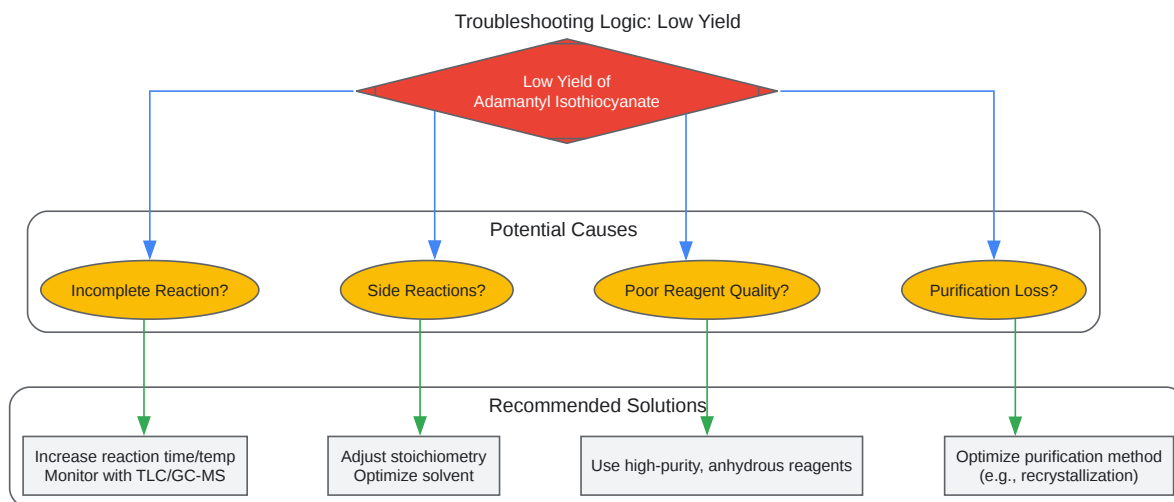 Troubleshooting Logic: Low Yield
Low Yield of
Adamantyl Isothiocyanate
Potential Causes
Incomplete Reaction?
Side Reactions?
Poor Reagent Quality?
Purification Loss?
Recommended Solutions
Increase reaction time/temp
Monitor with TLC/GC-MS
Adjust stoichiometry
Optimize solvent
Use high-purity, anhydrous reagents
Optimize purification method
(e.g., recrystallization)